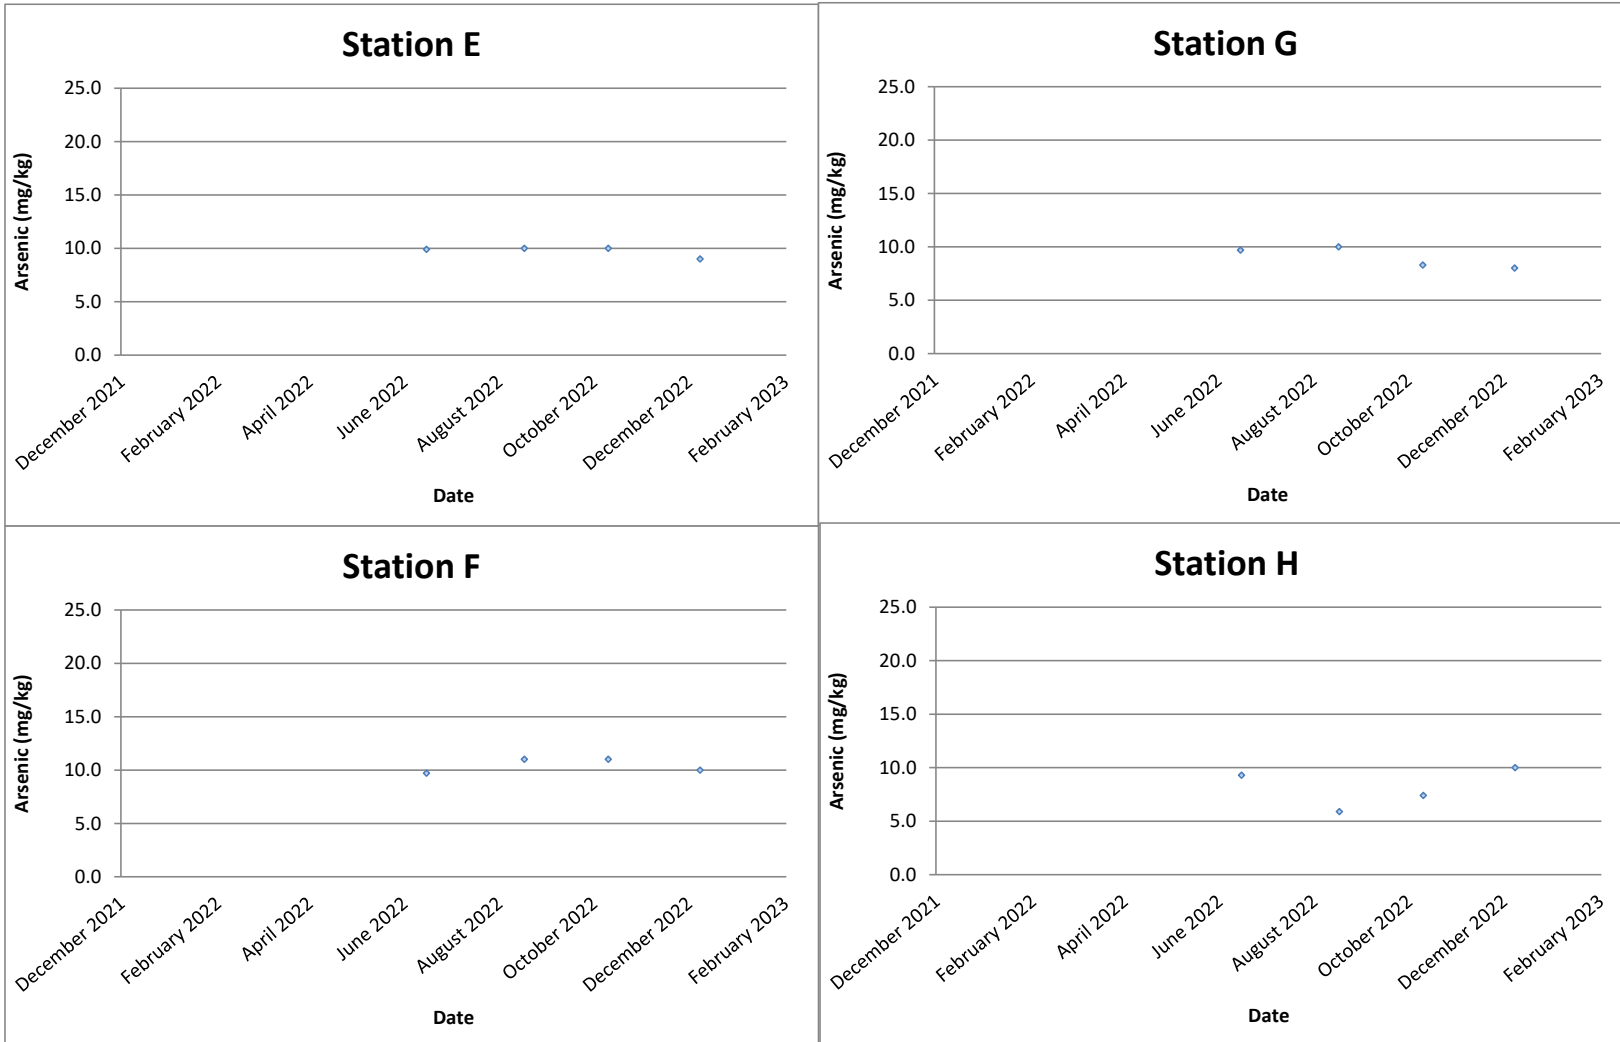 Station E
25.0
20.0
15.0
10.0
5.0
0.0
Arsenic (mg/kg)
December 2021
February 2022
April 2022
June 2022
August 2022
October 2022
December 2022
February 2023
Date
Station G
25.0
20.0
15.0
10.0
5.0
0.0
Arsenic (mg/kg)
December 2021
February 2022
April 2022
June 2022
August 2022
October 2022
December 2022
February 2023
Date
Station F
25.0
20.0
15.0
10.0
5.0
0.0
Arsenic (mg/kg)
December 2021
February 2022
April 2022
June 2022
August 2022
October 2022
December 2022
February 2023
Date
Station H
25.0
20.0
15.0
10.0
5.0
0.0
Arsenic (mg/kg)
December 2021
February 2022
April 2022
June 2022
August 2022
October 2022
December 2022
February 2023
Date